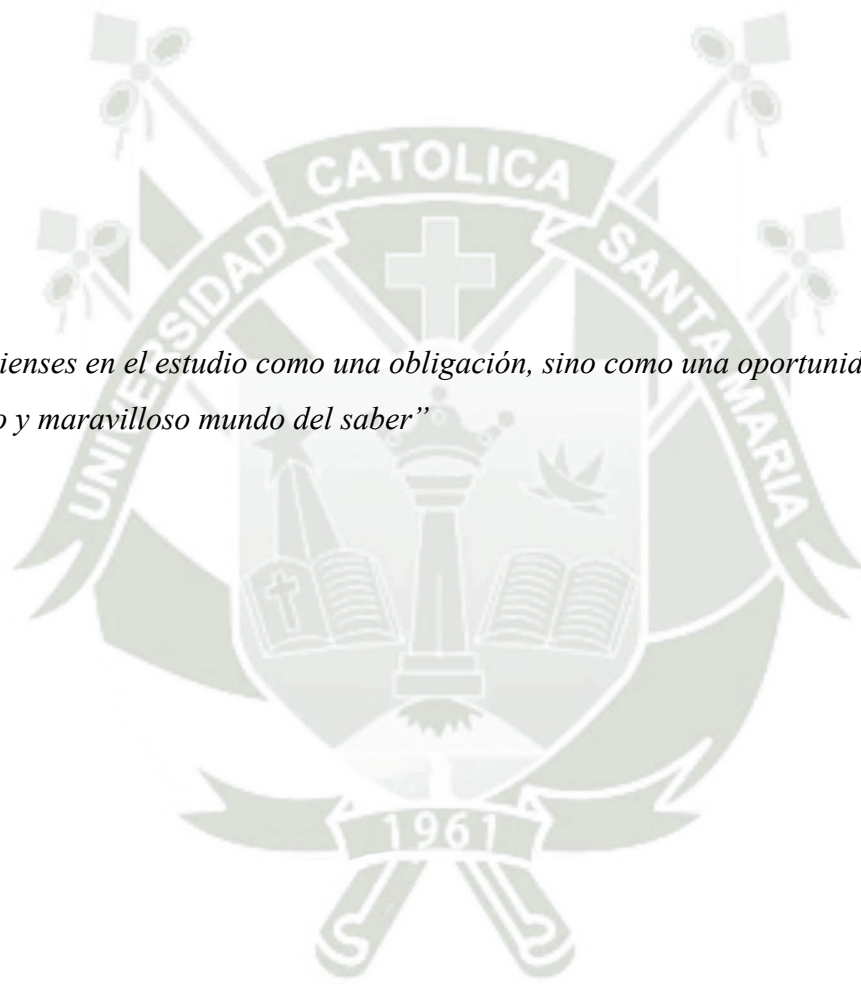 CATOLICA
UNIVERSIDAD
SANTA MARIA
ienses en el estudio como una obligación, sino como una oportunid
o y maravilloso mundo del saber”
1961